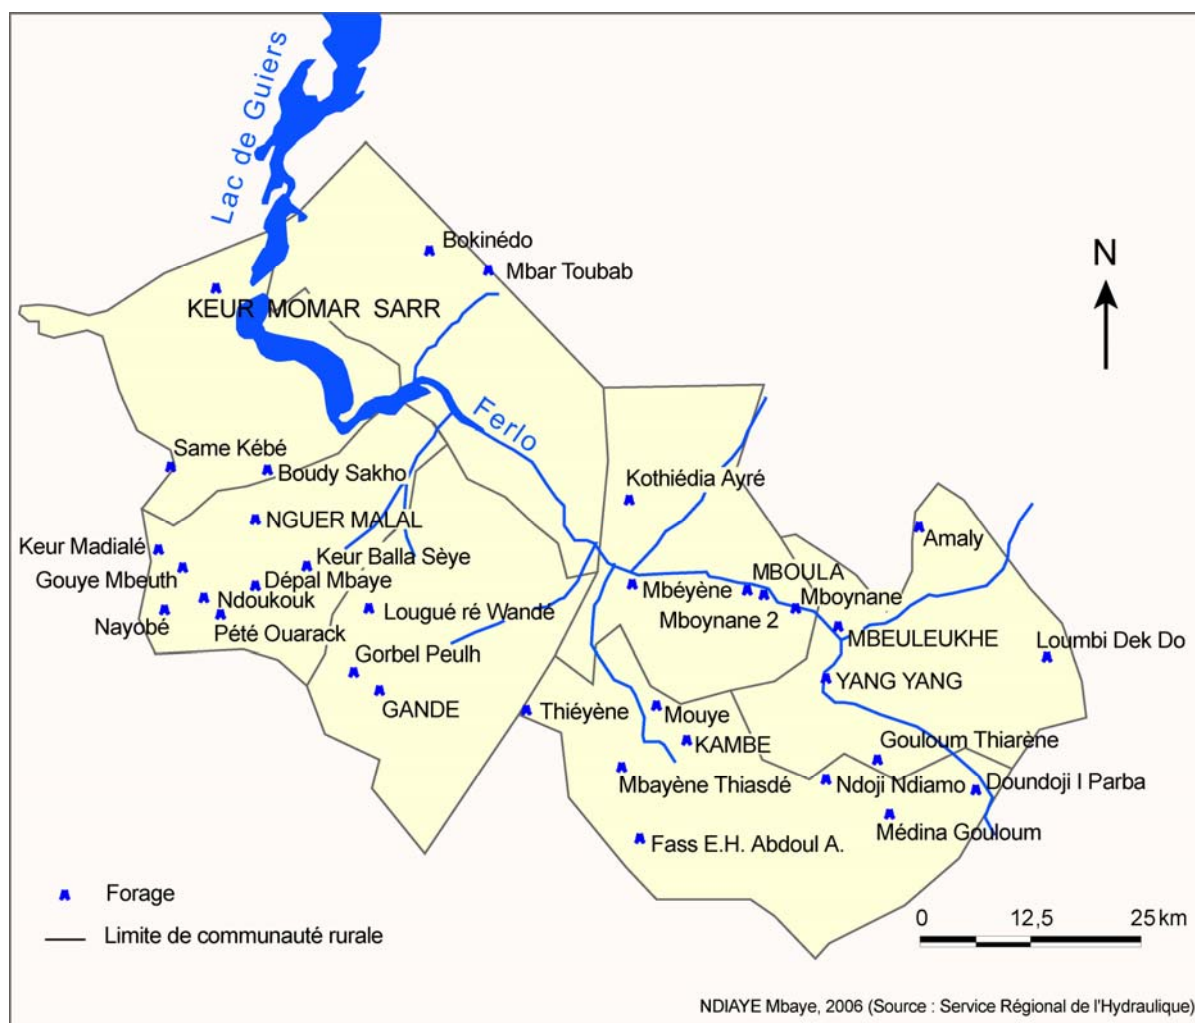 Lac de Guiers
Bokinédo
Mbar Toubab
N
KEUR MOMAR SARR
Ferlo
Same Kébé
Boudy Sakho
Kothiédia Ayré
NGUER MALAL
Amaly
Keur Madialé
Keur Balla Sèye
Gouye Mbeuth
Dépal Mbaye
Mbéyène
MBOULA
Ndoukouk
Lougué ré Wande
Mboynane
Nayobé
Pété Ouarack
Mboynane 2
MBEULEUKHE
Loumbi Dek Do
Gorbel Peulh
YANG YANG
GANDE
Thiéyène
Mouye
KAMBE
Gouloum Thiarène
Mbayène Thiasdé
Ndoji Ndiamo
Doundoji I Parba
Médina Gouloum
Fass E.H. Abdoul A.
Forage
Limite de communauté rurale
0 12,5 25 km
NDIAYE Mbaye, 2006 (Source : Service Régional de l'Hydraulique)